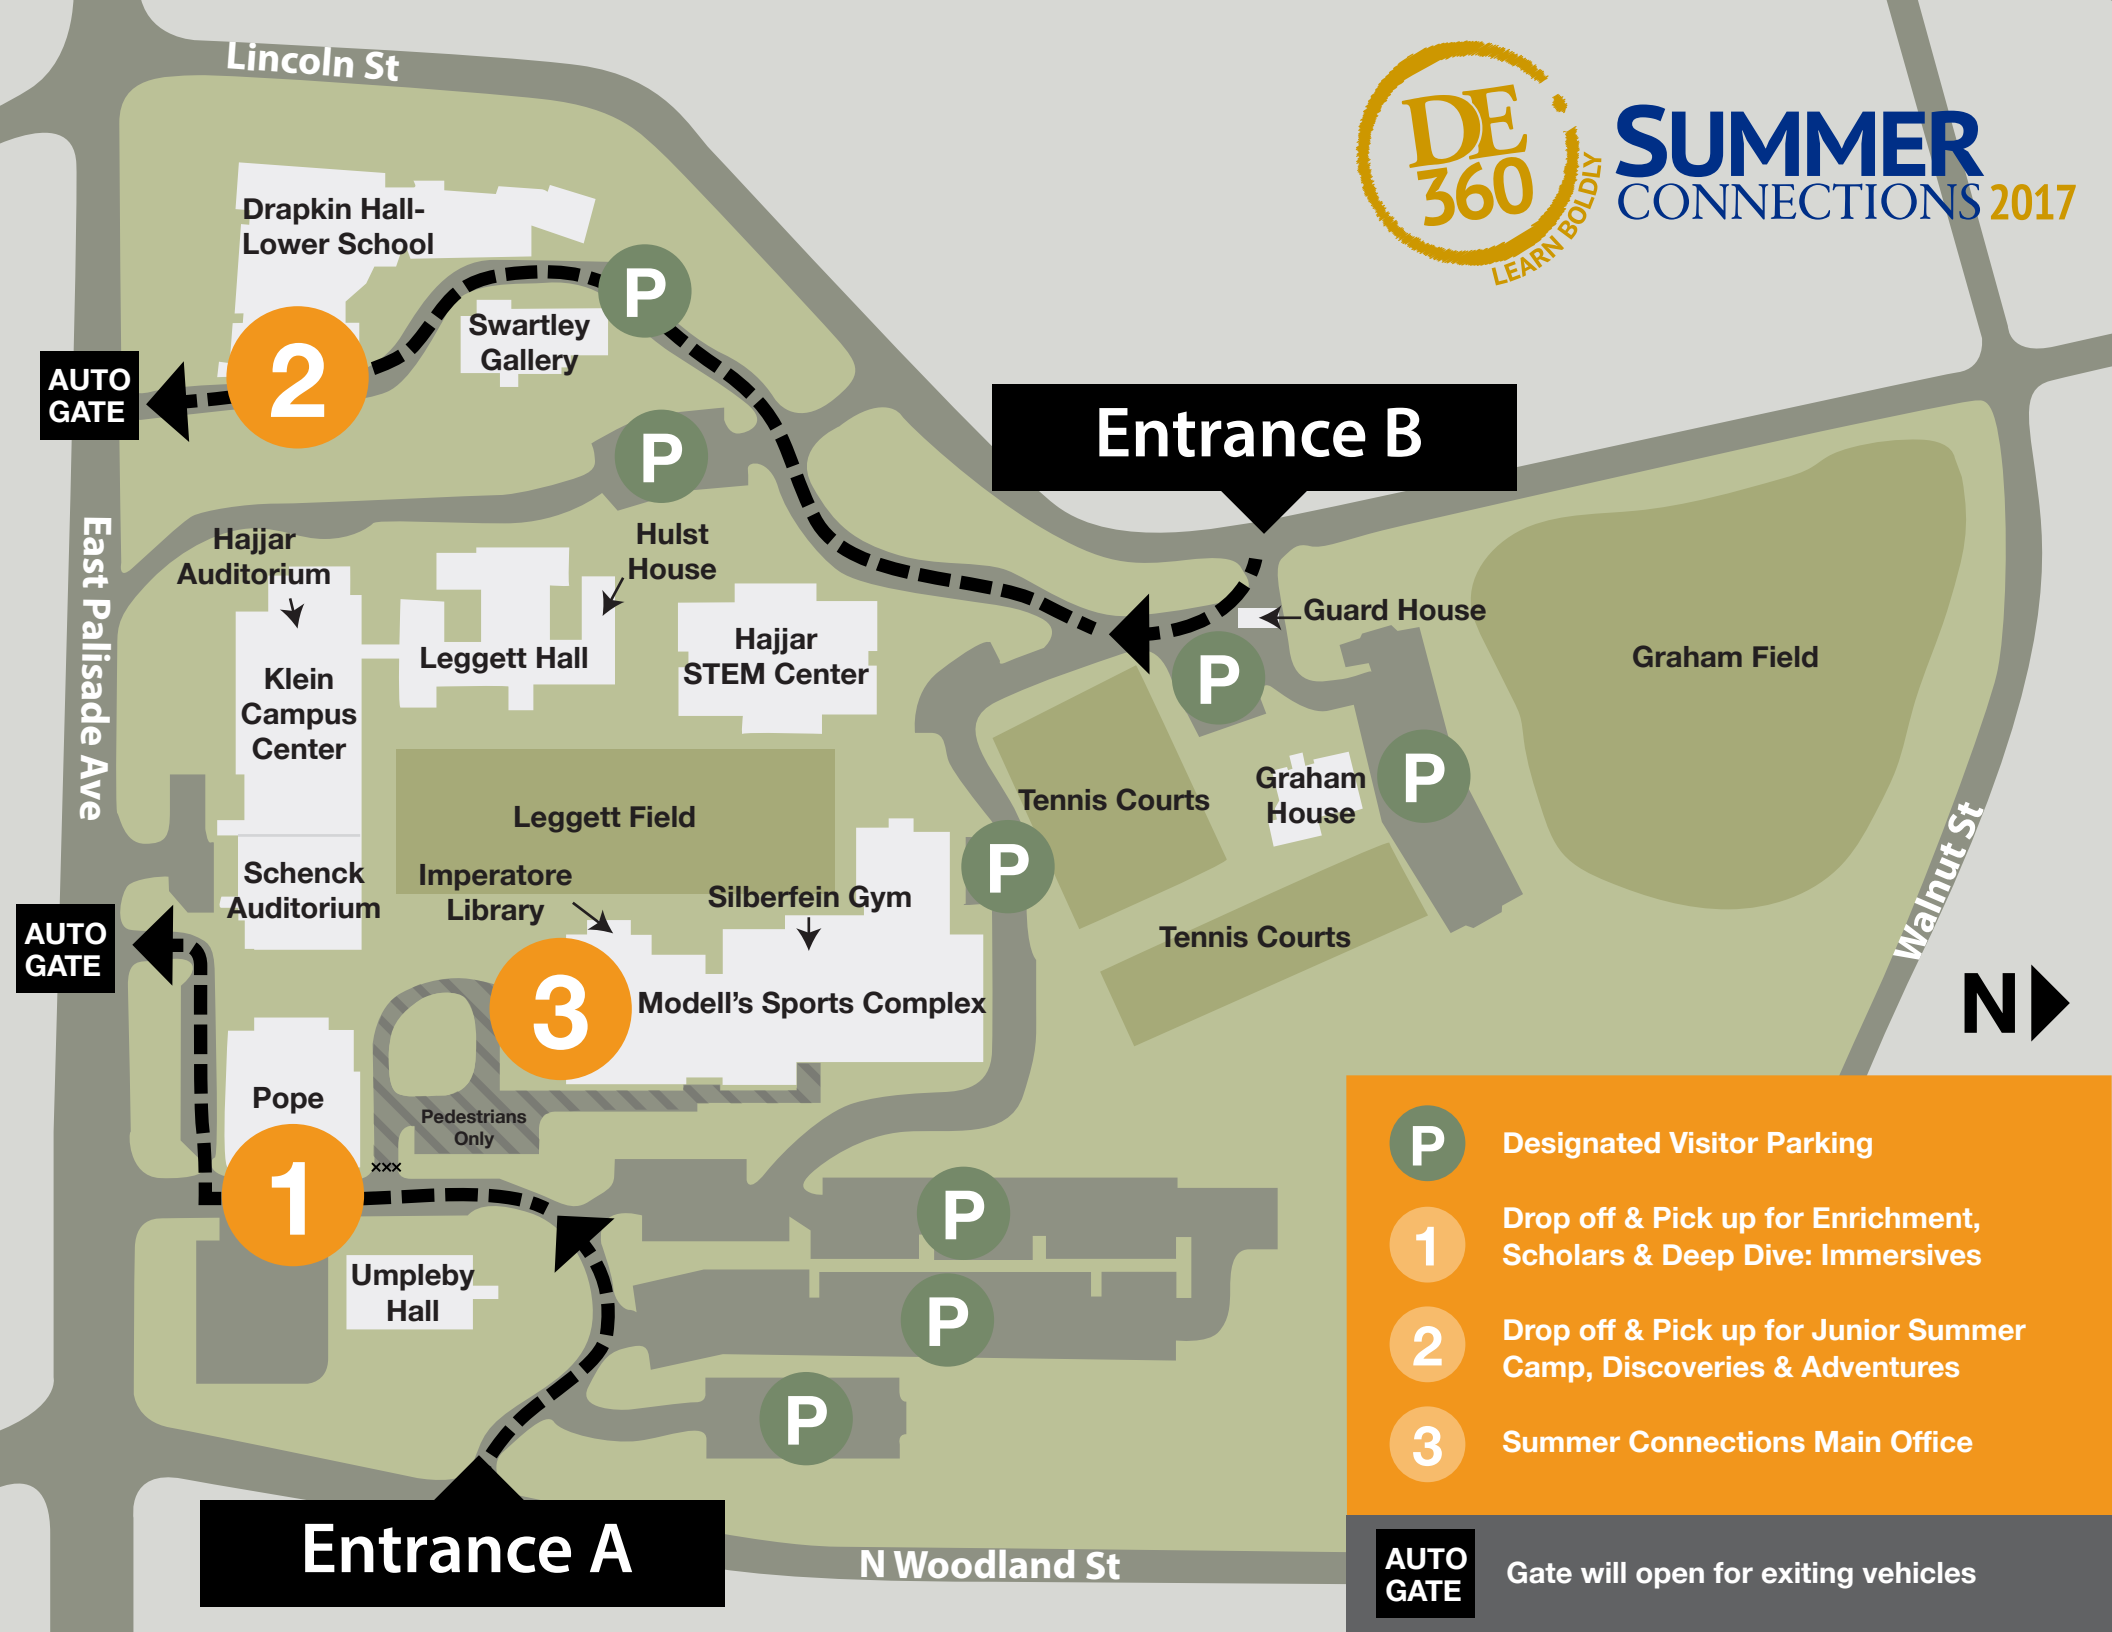 Lincoln St
DE
360
LEARN BOLDLY
SUMMER
CONNECTIONS 2017
Drapkin Hall-
Lower School
P
Swartley
Gallery
AUTO
GATE
2
Entrance B
P
East Palisade Ave
Hajjar
Auditorium
Hulst
House
Leggett Hall
Hajjar
STEM Center
Guard House
Graham Field
Klein
Campus
Center
P
Leggett Field
Tennis Courts
Graham
House
P
Schenck
Auditorium
Imperatore
Library
Silberfein Gym
P
Tennis Courts
Walnut St
AUTO
GATE
3
Modell’s Sports Complex
N
Pope
Pedestrians
Only
xxx
1
P
Umpleby
Hall
P
P
Entrance A
N Woodland St
P
Designated Visitor Parking
1
Drop off & Pick up for Enrichment,
Scholars & Deep Dive: Immersives
2
Drop off & Pick up for Junior Summer
Camp, Discoveries & Adventures
3
Summer Connections Main Office
AUTO
GATE
Gate will open for exiting vehicles